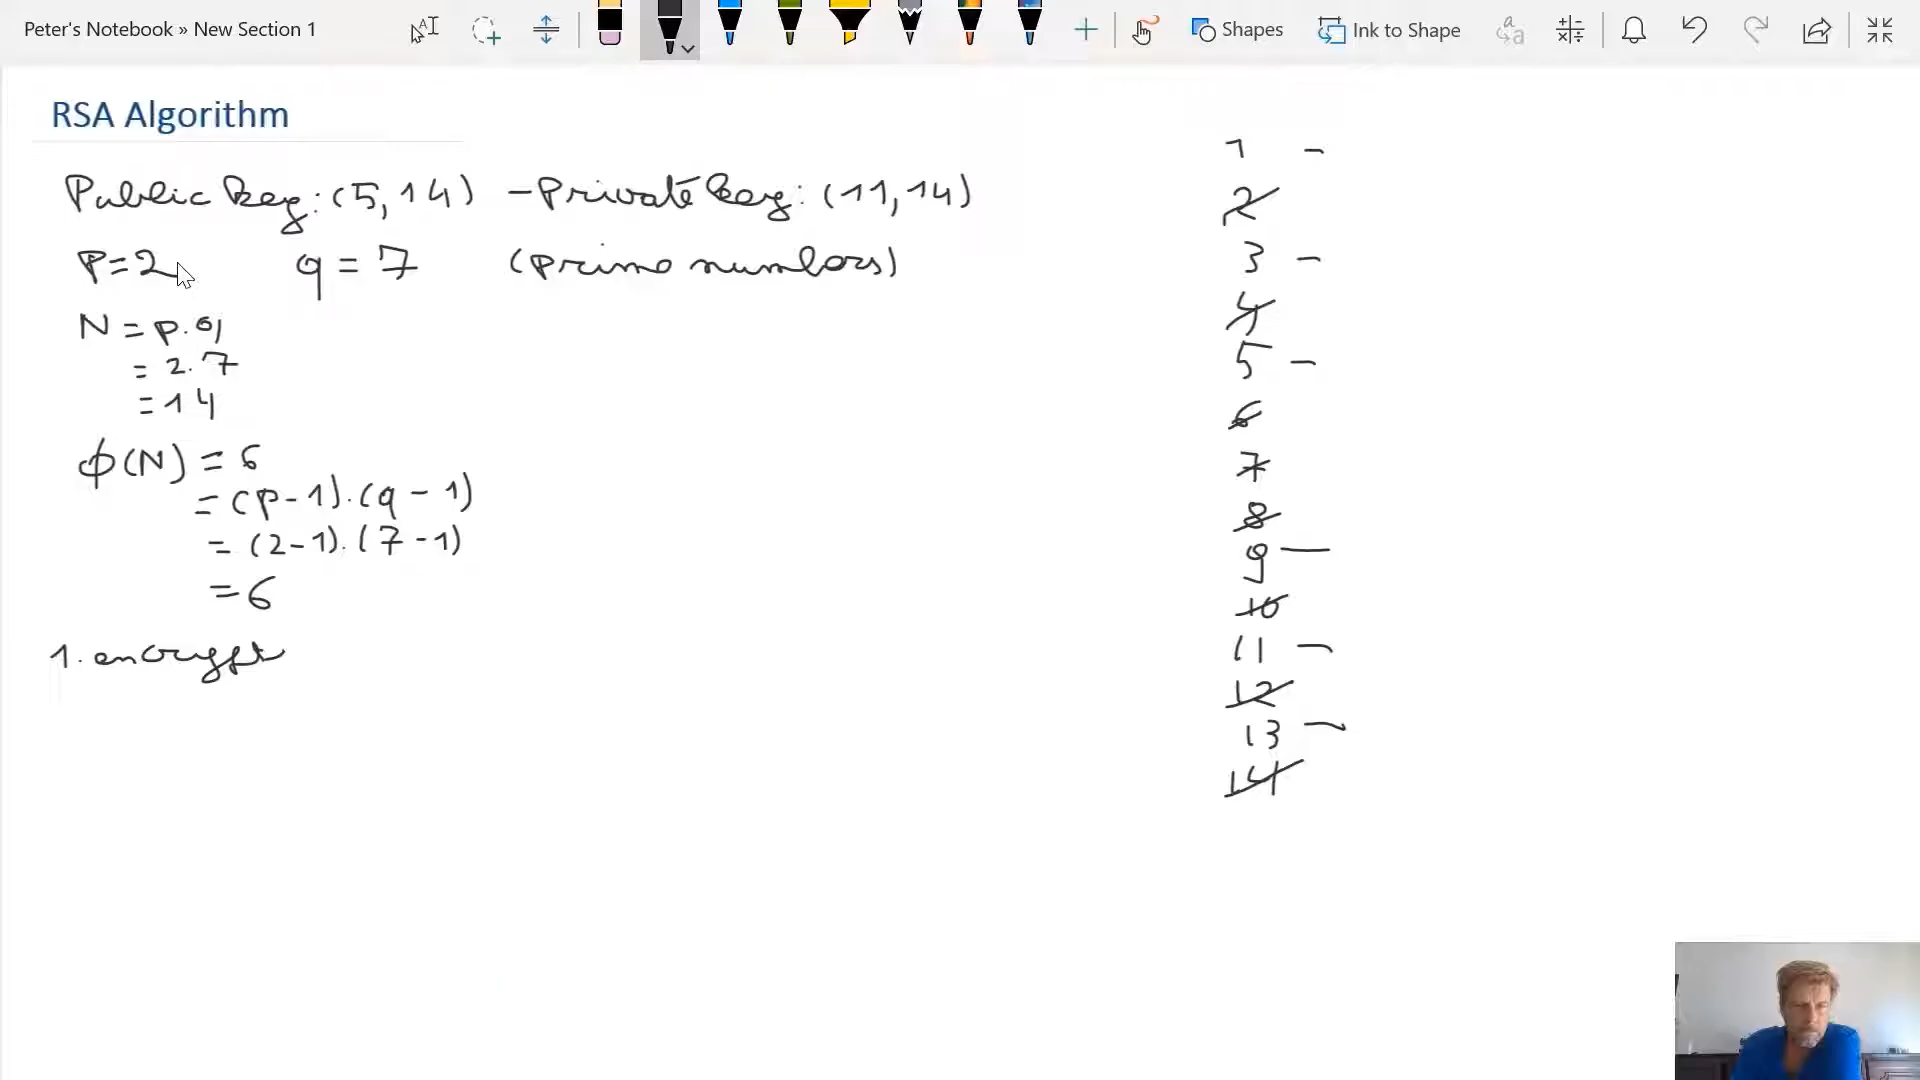 Peter's Notebook » New Section 1
Shapes
Ink to Shape
RSA Algorithm
Public Key: (5, 14) - Private Key: (11, 14)
P = 2 q = 7 (prime numbers)
N = p . q
= 2 . 7
= 14
ϕ(N) = 6
= (p - 1) . (q - 1)
= (2 - 1) . (7 - 1)
= 6
1. encrypt
1 -
2
3 -
4
5 -
6
7
8
9 —
10
11 -
12
13 -
14